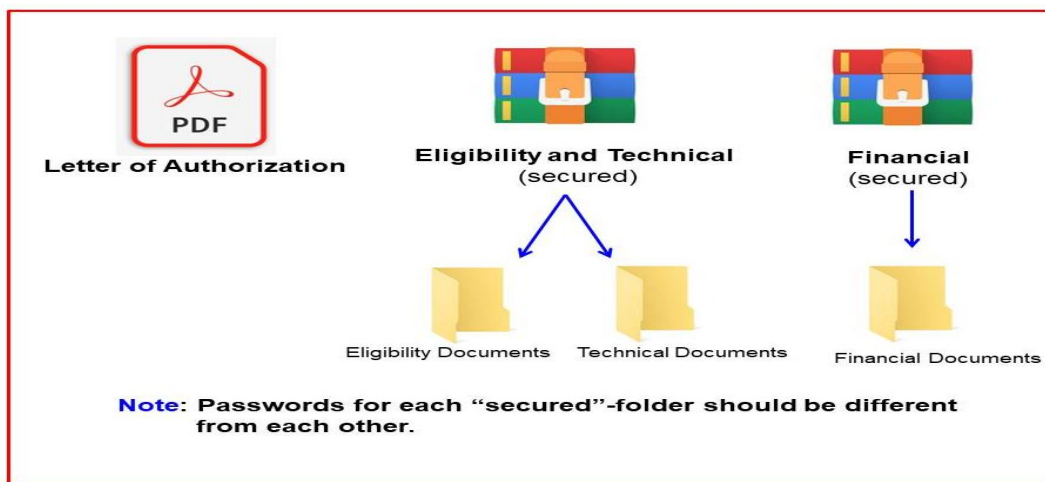 PDF
Letter of Authorization
Eligibility and Technical
(secured)
Financial
(secured)
Eligibility Documents
Technical Documents
Financial Documents
Note: Passwords for each “secured”-folder should be different
from each other.